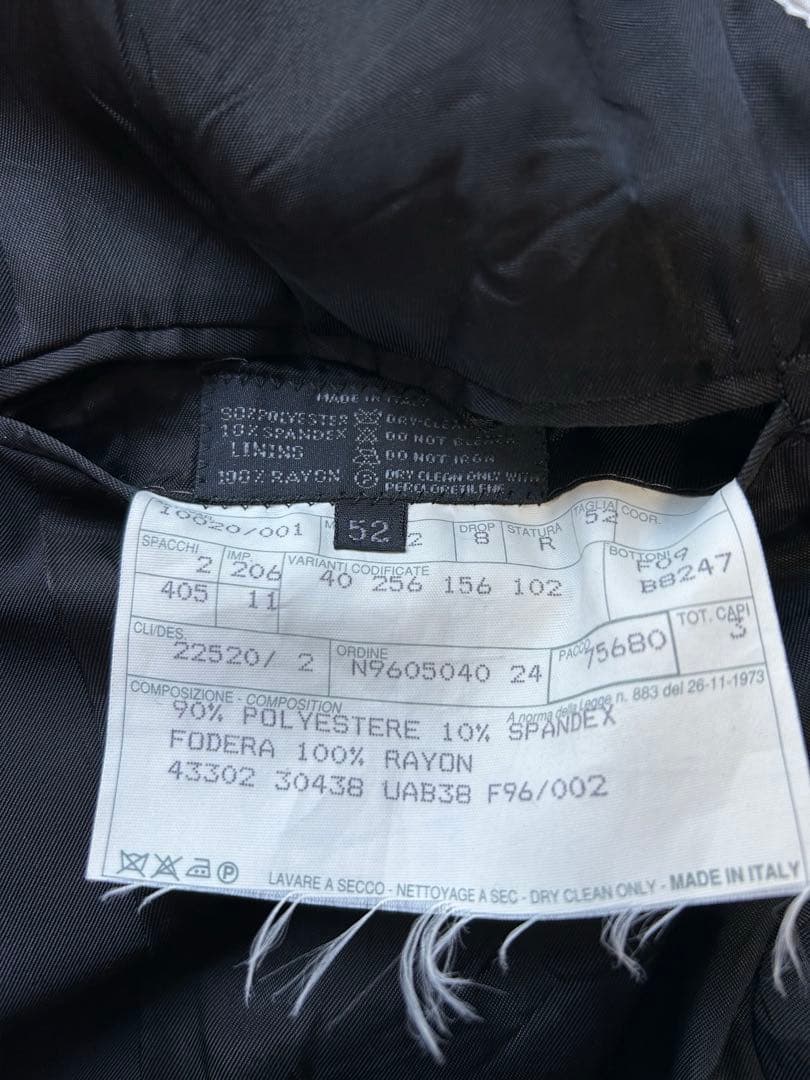 MADE IN
90%POLYESTER DRY-CLEAN
10%SPANDEX DO NOT BLEACH
LINING DO NOT IRON
100%RAYON P DRY CLEAN ONLY WITH
PERCLORETILENE
52
10020/001 2 DROP 8 STATURA R TAGLIA 52 COOR.
SPACCHI 2 IMP. 206 VARIANTI CODIFICATE 40 256 156 102 BOTTONI F09
405 11 B8247
CLI/DES. 22520/ 2 ORDINE N9605040 24 PACCO 75680 TOT. CAPI 3
COMPOSIZIONE - COMPOSITION A norma della Legge n. 883 del 26-11-1973
90% POLYESTERE 10% SPANDEX
FODERA 100% RAYON
43302 30438 UAB38 F96/002
P LAVARE A SECCO - NETTOYAGE A SEC - DRY CLEAN ONLY - MADE IN ITALY